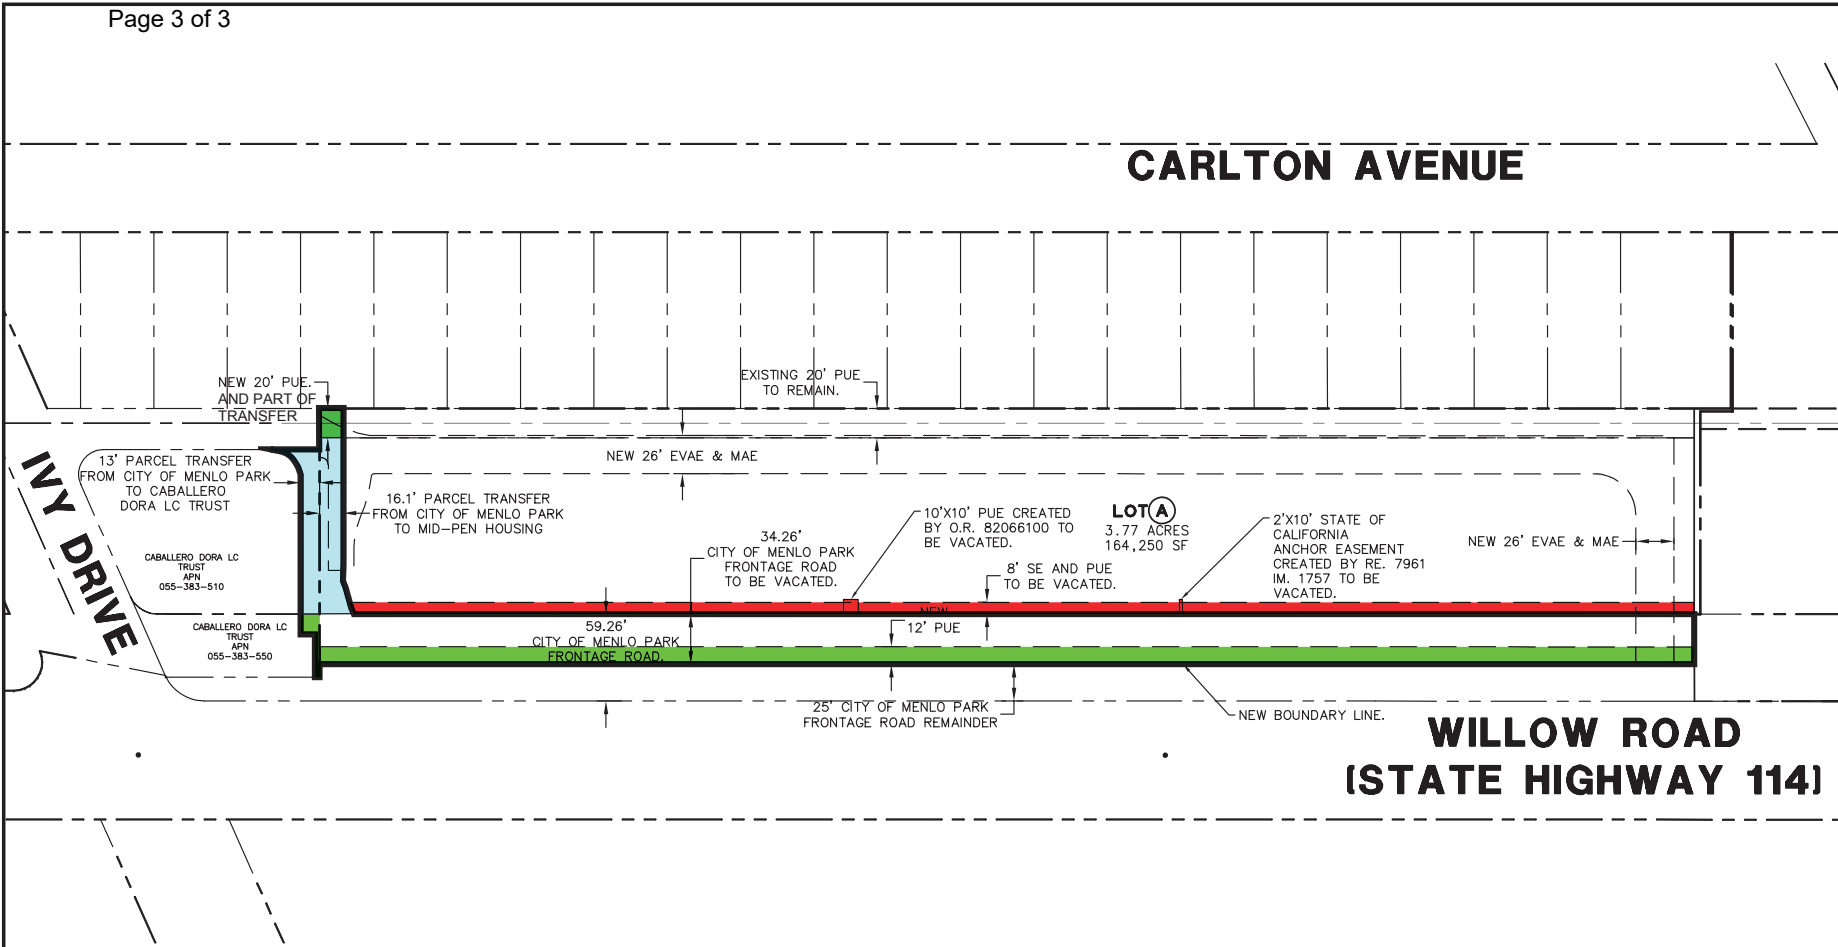 Page 3 of 3
CARLTON AVENUE
NEW 20' PUE.
AND PART OF
TRANSFER
EXISTING 20' PUE
TO REMAIN.
IVY DRIVE
13' PARCEL TRANSFER
FROM CITY OF MENLO PARK
TO CABALLERO
DORA LC TRUST
NEW 26' EVAE & MAE
16.1' PARCEL TRANSFER
FROM CITY OF MENLO PARK
TO MID-PEN HOUSING
34.26'
CITY OF MENLO PARK
FRONTAGE ROAD
TO BE VACATED.
10'X10' PUE CREATED
BY O.R. 82066100 TO
BE VACATED.
LOT A
3.77 ACRES
164,250 SF
8' SE AND PUE
TO BE VACATED.
2'X10' STATE OF
CALIFORNIA
ANCHOR EASEMENT
CREATED BY RE. 7961
IM. 1757 TO BE
VACATED.
NEW 26' EVAE & MAE
CABALLERO DORA LC
TRUST
APN
055-383-510
CABALLERO DORA LC
TRUST
APN
055-383-550
59.26'
CITY OF MENLO PARK
FRONTAGE ROAD.
NEW
12' PUE
25' CITY OF MENLO PARK
FRONTAGE ROAD REMAINDER
NEW BOUNDARY LINE.
WILLOW ROAD
(STATE HIGHWAY 114)